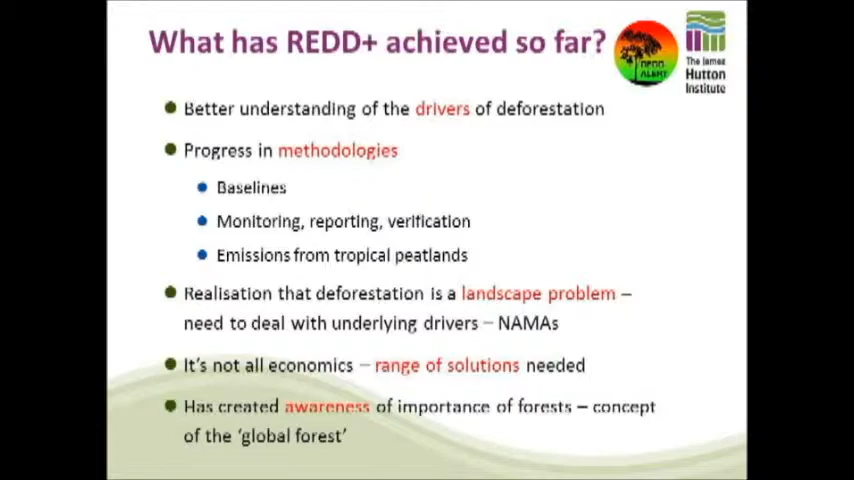 What has REDD+ achieved so far?
REDD
ALERT
The James
Hutton
Institute
Better understanding of the drivers of deforestation
Progress in methodologies
Baselines
Monitoring, reporting, verification
Emissions from tropical peatlands
Realisation that deforestation is a landscape problem –
need to deal with underlying drivers – NAMAs
It's not all economics – range of solutions needed
Has created awareness of importance of forests – concept
of the 'global forest'